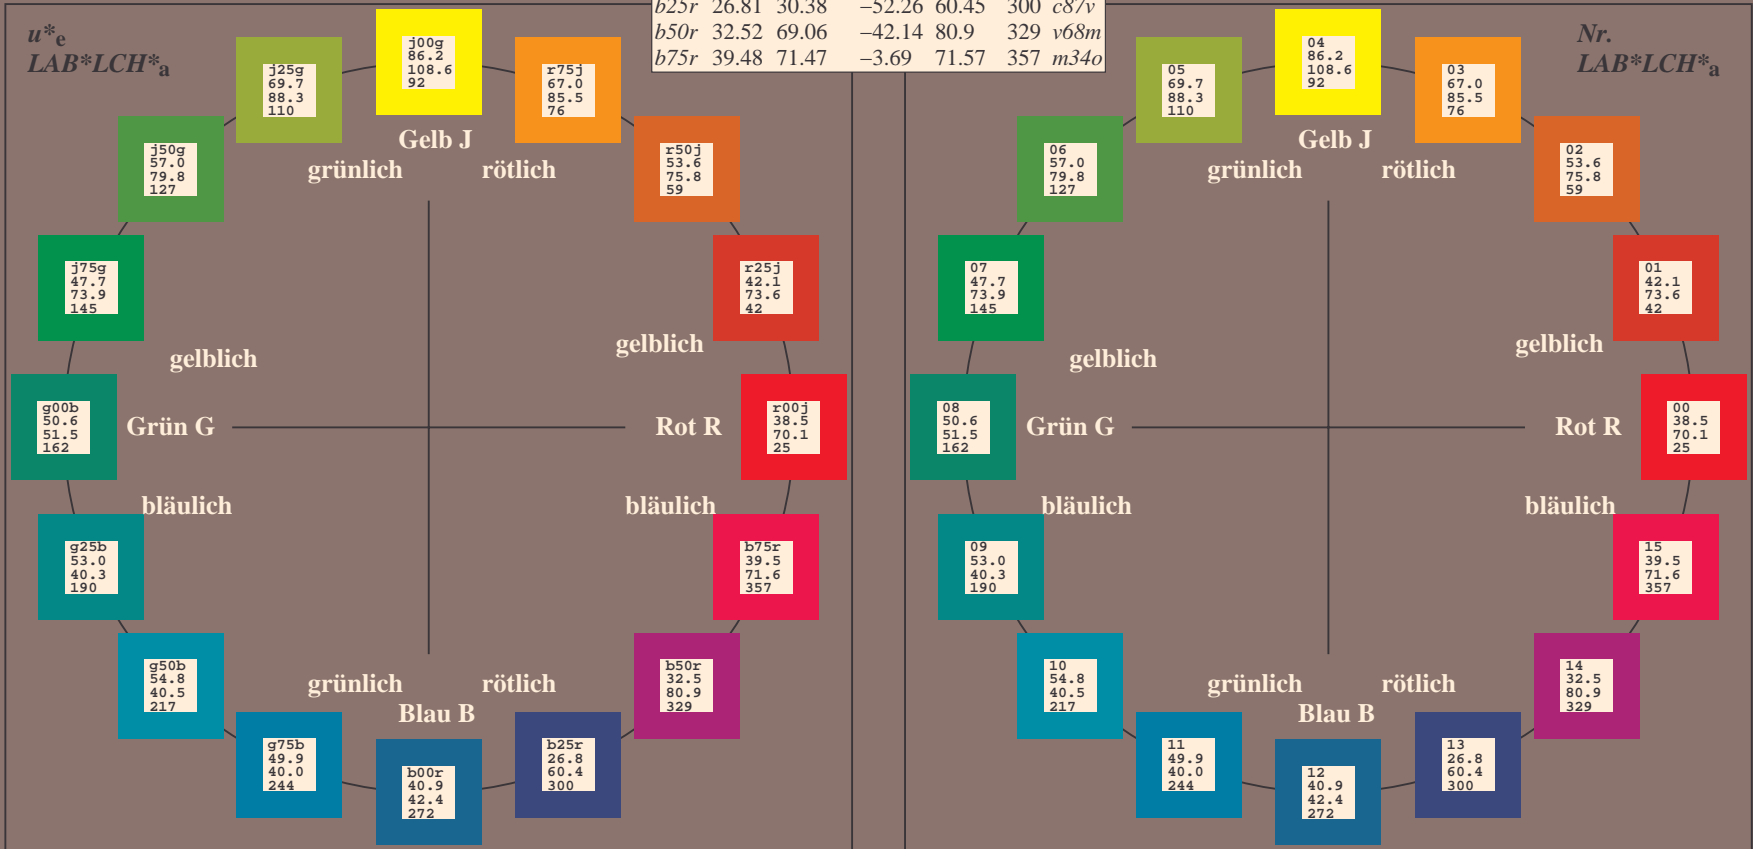 b25r 26.81 30.38 −52.26 60.45 300 c87v
b50r 32.52 69.06 −42.14 80.9 329 v68m
b75r 39.48 71.47 −3.69 71.57 357 m34o
u*e
LAB*LCH*a
j00g
86.2
108.6
92
j25g
69.7
88.3
110
r75j
67.0
85.5
76
Gelb J
grünlich rötlich
j50g
57.0
79.8
127
r50j
53.6
75.8
59
j75g
47.7
73.9
145
r25j
42.1
73.6
42
gelblich
gelblich
g00b
50.6
51.5
162
Grün G
Rot R
r00j
38.5
70.1
25
bläulich
bläulich
g25b
53.0
40.3
190
b75r
39.5
71.6
357
g50b
54.8
40.5
217
b50r
32.5
80.9
329
grünlich rötlich
Blau B
g75b
49.9
40.0
244
b00r
40.9
42.4
272
b25r
26.8
60.4
300
Nr.
LAB*LCH*a
04
86.2
108.6
92
05
69.7
88.3
110
03
67.0
85.5
76
Gelb J
grünlich rötlich
06
57.0
79.8
127
02
53.6
75.8
59
07
47.7
73.9
145
01
42.1
73.6
42
gelblich
gelblich
08
50.6
51.5
162
Grün G
Rot R
00
38.5
70.1
25
bläulich
bläulich
09
53.0
40.3
190
15
39.5
71.6
357
10
54.8
40.5
217
14
32.5
80.9
329
grünlich rötlich
Blau B
11
49.9
40.0
244
12
40.9
42.4
272
13
26.8
60.4
300